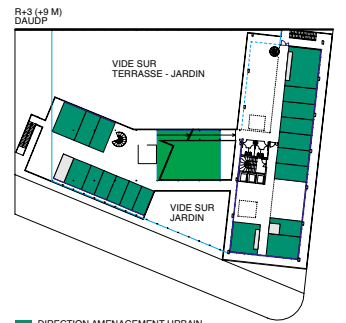 R+3 (+9 M)
DAUDP
VIDE SUR
TERRASSE - JARDIN
VIDE SUR
JARDIN
DIRECTION AMENAGEMENT URBAIN